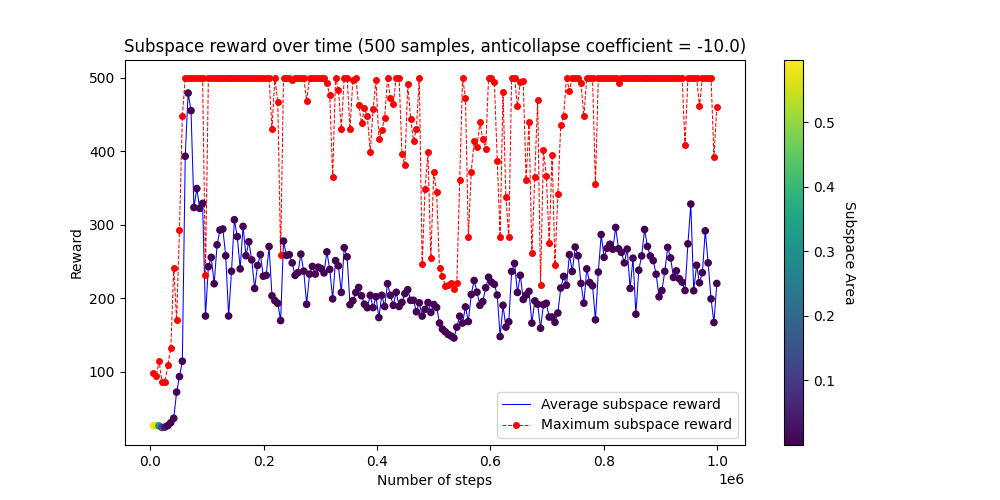 Subspace reward over time (500 samples, anticollapse coefficient = -10.0)
500
400
300
200
100
Reward
0.0
0.2
0.4
0.6
0.8
1.0
1e6
Number of steps
Average subspace reward
Maximum subspace reward
0.5
0.4
0.3
0.2
0.1
Subspace Area